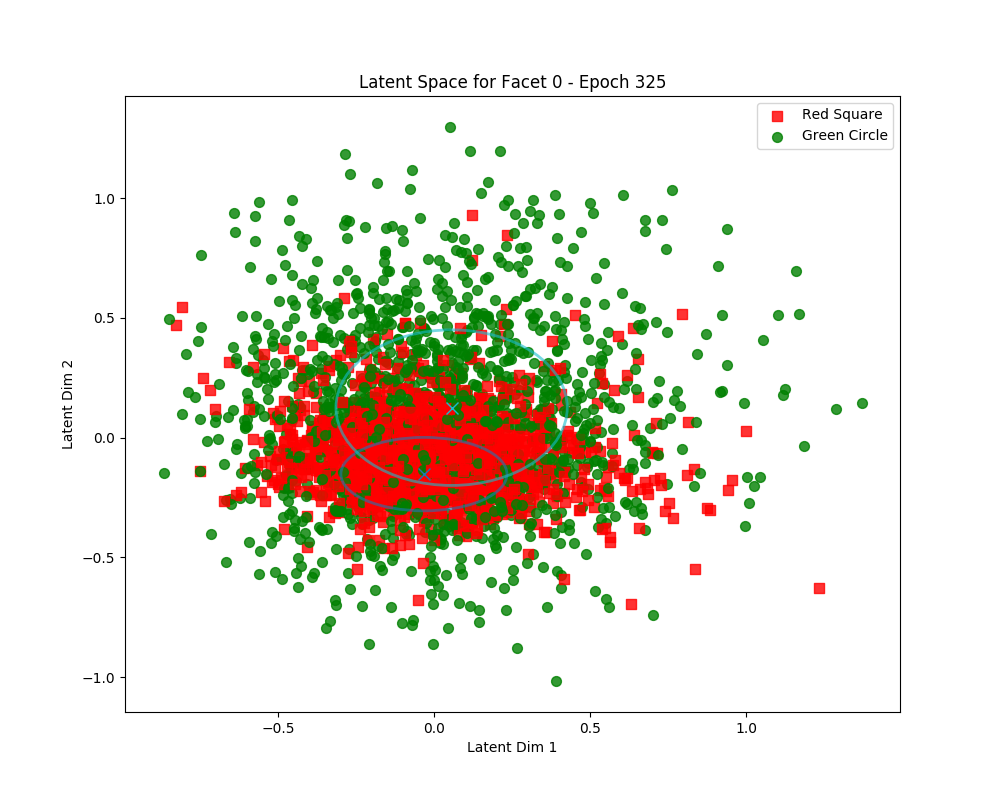 Latent Space for Facet 0 - Epoch 325
Red Square
Green Circle
1.0
0.5
0.0
−0.5
−1.0
Latent Dim 2
−0.5
0.0
0.5
1.0
Latent Dim 1